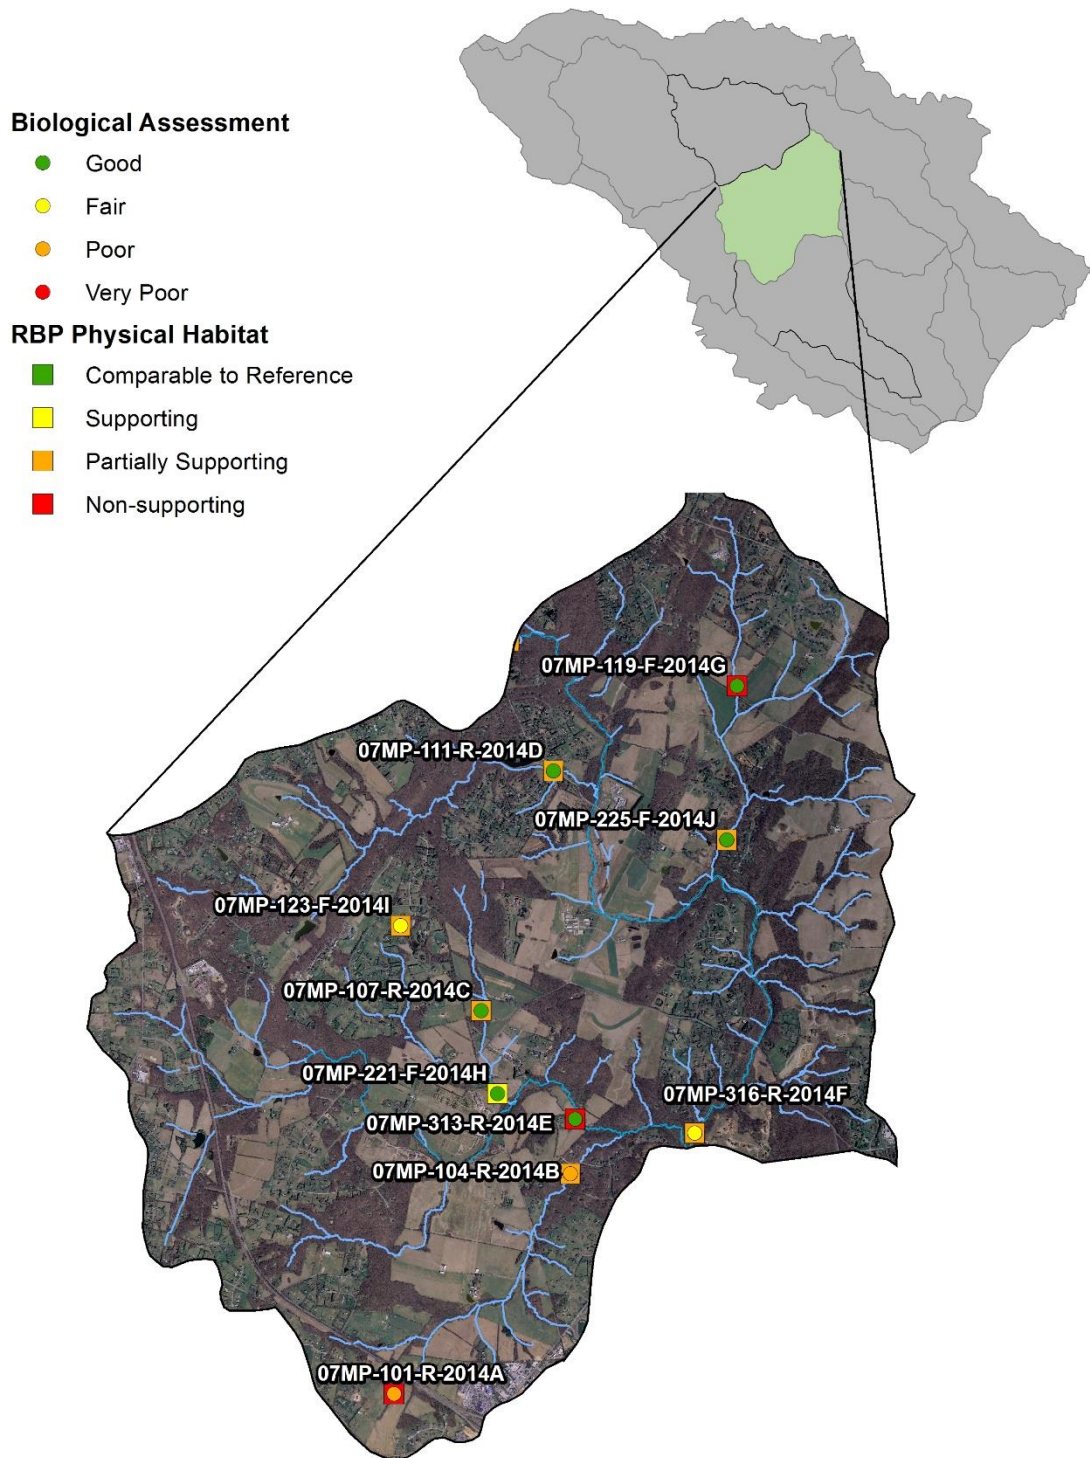 Biological Assessment
Good
Fair
Poor
Very Poor
RBP Physical Habitat
Comparable to Reference
Supporting
Partially Supporting
Non-supporting
07MP-119-F-2014G
07MP-111-R-2014D
07MP-225-F-2014J
07MP-123-F-2014I
07MP-107-R-2014C
07MP-221-F-2014H
07MP-316-R-2014F
07MP-313-R-2014E
07MP-104-R-2014B
07MP-101-R-2014A